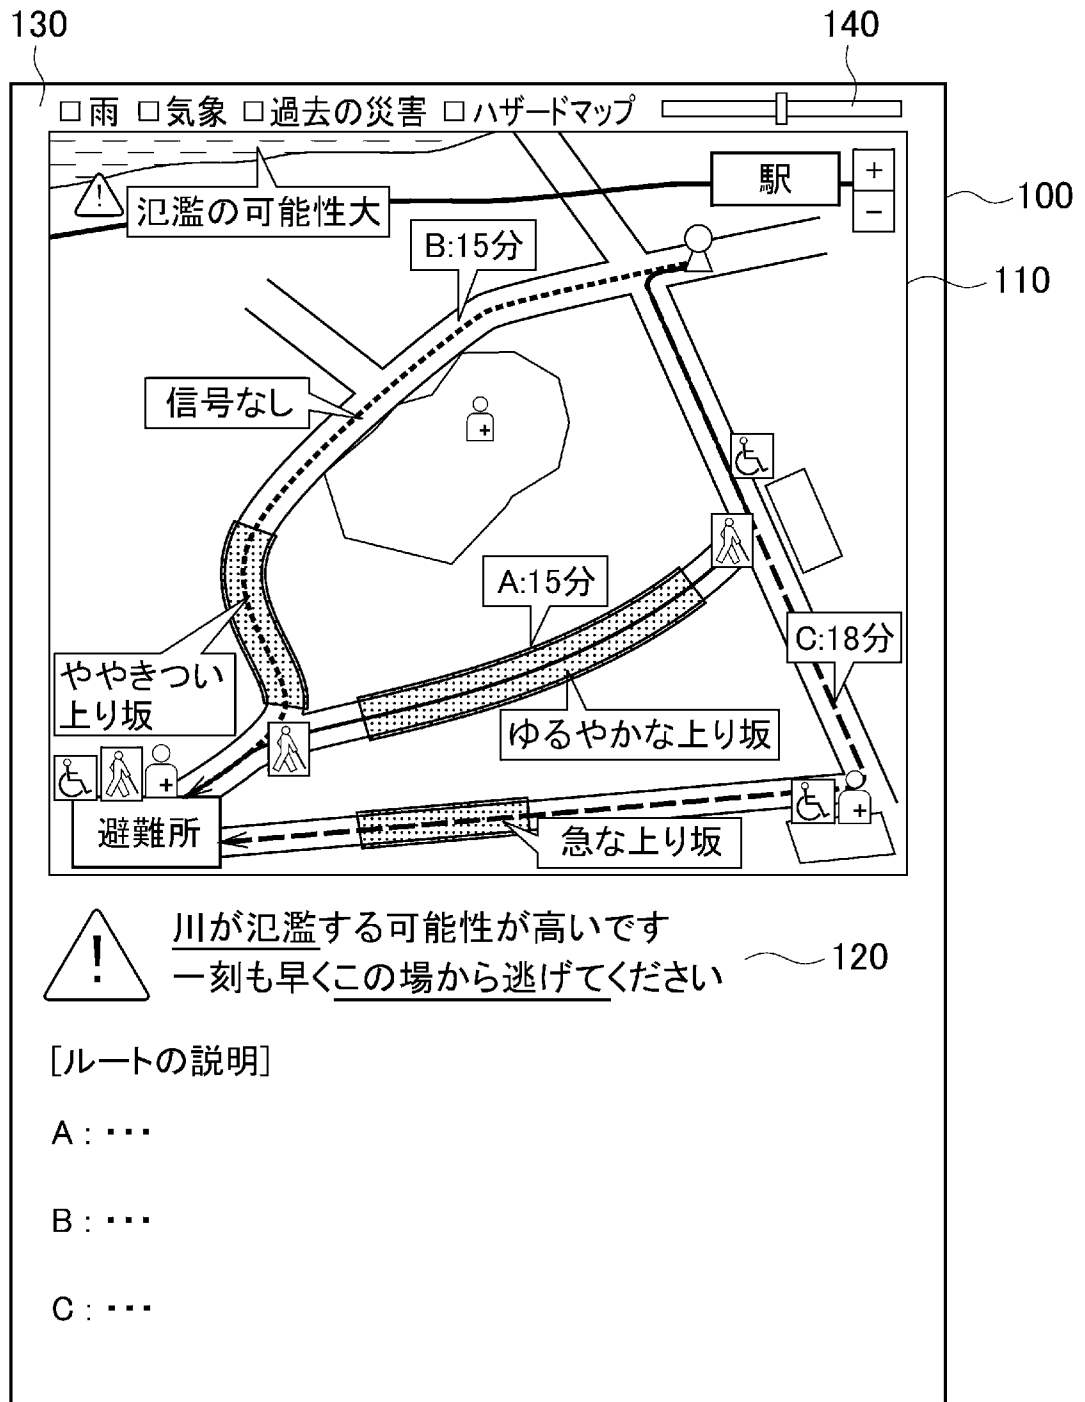 130
140
□雨 □気象 □過去の災害 □ハザードマップ
駅
+
−
100
!
氾濫の可能性大
B:15分
110
信号なし
A:15分
C:18分
ややきつい
上り坂
ゆるやかな上り坂
避難所
急な上り坂
!
川が氾濫する可能性が高いです
一刻も早くこの場から逃げてください
120
[ルートの説明]
A：･･･
B：･･･
C：･･･